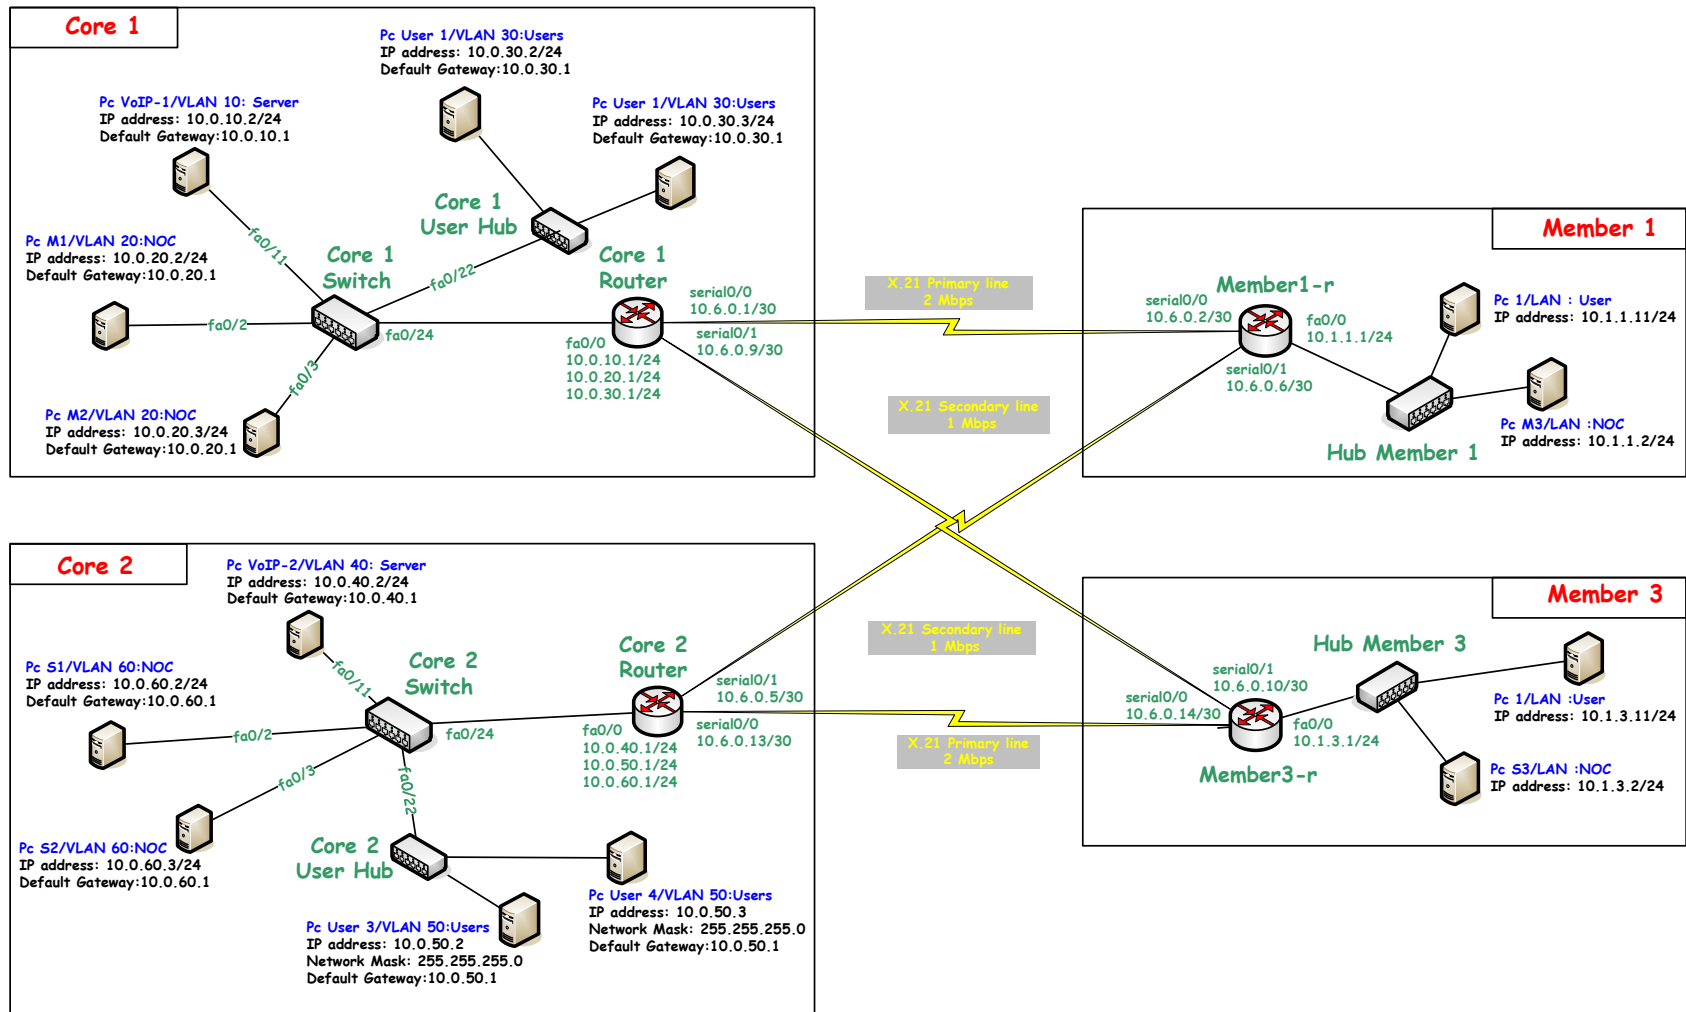 Core 1
Pc User 1/VLAN 30:Users
IP address: 10.0.30.2/24
Default Gateway:10.0.30.1
Pc VoIP-1/VLAN 10: Server
IP address: 10.0.10.2/24
Default Gateway:10.0.10.1
Pc User 1/VLAN 30:Users
IP address: 10.0.30.3/24
Default Gateway:10.0.30.1
Core 1
User Hub
Pc M1/VLAN 20:NOC
IP address: 10.0.20.2/24
Default Gateway:10.0.20.1
fa0/11
Core 1
Switch
fa0/22
Core 1
Router
fa0/2
fa0/24
fa0/3
serial0/0
10.6.0.1/30
serial0/1
10.6.0.9/30
fa0/0
10.0.10.1/24
10.0.20.1/24
10.0.30.1/24
Pc M2/VLAN 20:NOC
IP address: 10.0.20.3/24
Default Gateway:10.0.20.1
X.21 Primary line
2 Mbps
X.21 Secondary line
1 Mbps
Member 1
Member1-r
serial0/0
10.6.0.2/30
fa0/0
10.1.1.1/24
serial0/1
10.6.0.6/30
Pc 1/LAN : User
IP address: 10.1.1.11/24
Pc M3/LAN :NOC
IP address: 10.1.1.2/24
Hub Member 1
Core 2
Pc VoIP-2/VLAN 40: Server
IP address: 10.0.40.2/24
Default Gateway:10.0.40.1
Pc S1/VLAN 60:NOC
IP address: 10.0.60.2/24
Default Gateway:10.0.60.1
fa0/11
Core 2
Switch
Core 2
Router
fa0/2
fa0/24
fa0/3
fa0/22
serial0/1
10.6.0.5/30
serial0/0
10.6.0.13/30
fa0/0
10.0.40.1/24
10.0.50.1/24
10.0.60.1/24
Pc S2/VLAN 60:NOC
IP address: 10.0.60.3/24
Default Gateway:10.0.60.1
Core 2
User Hub
Pc User 3/VLAN 50:Users
IP address: 10.0.50.2
Network Mask: 255.255.255.0
Default Gateway:10.0.50.1
Pc User 4/VLAN 50:Users
IP address: 10.0.50.3
Network Mask: 255.255.255.0
Default Gateway:10.0.50.1
X.21 Secondary line
1 Mbps
X.21 Primary line
2 Mbps
Member 3
Hub Member 3
serial0/1
10.6.0.10/30
serial0/0
10.6.0.14/30
fa0/0
10.1.3.1/24
Member3-r
Pc 1/LAN :User
IP address: 10.1.3.11/24
Pc S3/LAN :NOC
IP address: 10.1.3.2/24